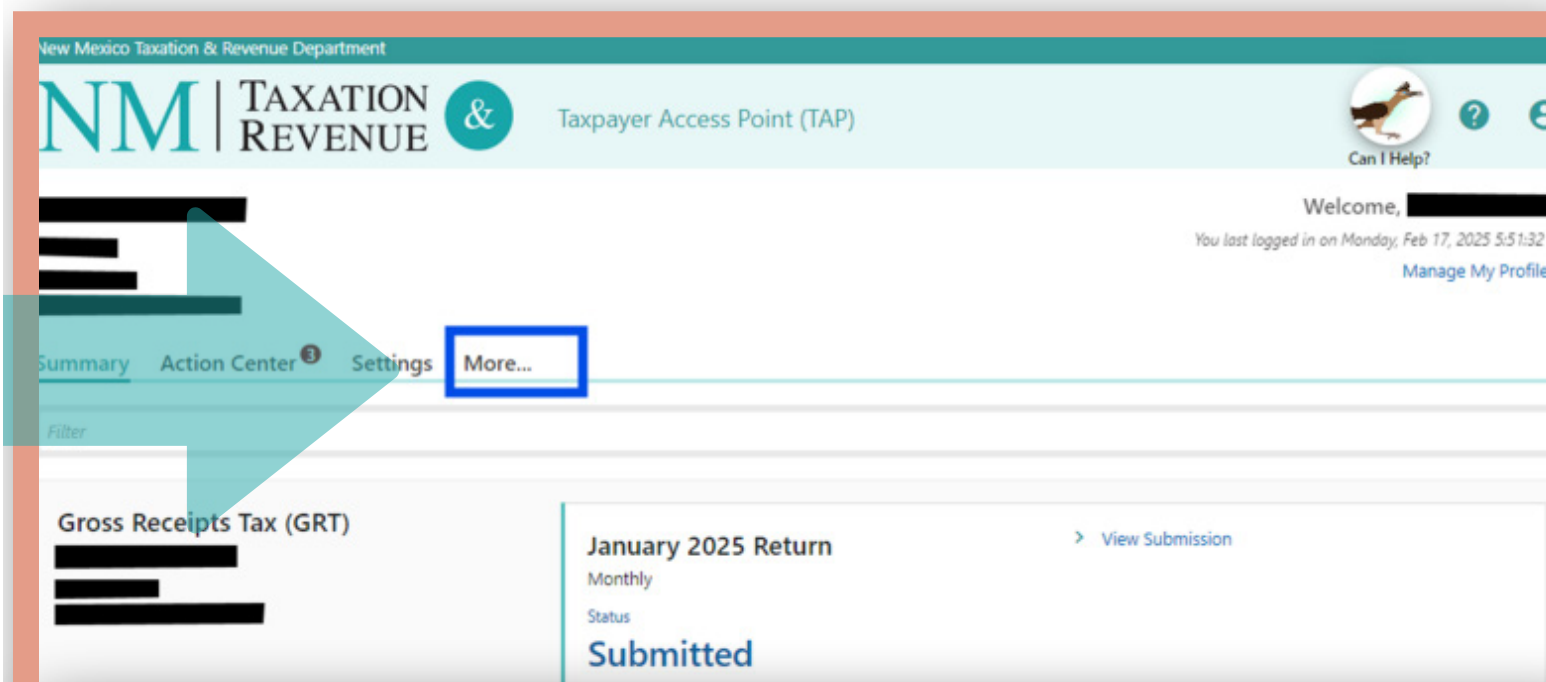 New Mexico Taxation & Revenue Department
NM TAXATION & REVENUE
Taxpayer Access Point (TAP)
?
Can I Help?
Welcome,
You last logged in on Monday, Feb 17, 2025 5:51:32
Manage My Profile
Summary Action Center 3 Settings More...
Filter
Gross Receipts Tax (GRT)
January 2025 Return
Monthly
Status
Submitted
> View Submission